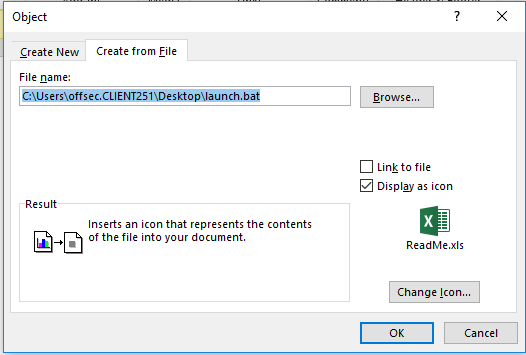 Object
Create New
Create from File
File name:
C:\Users\offsec.CLIENT251\Desktop\launch.bat
Browse...
Link to file
Display as icon
Result
Inserts an icon that represents the contents
of the file into your document.
ReadMe.xls
Change Icon...
OK
Cancel